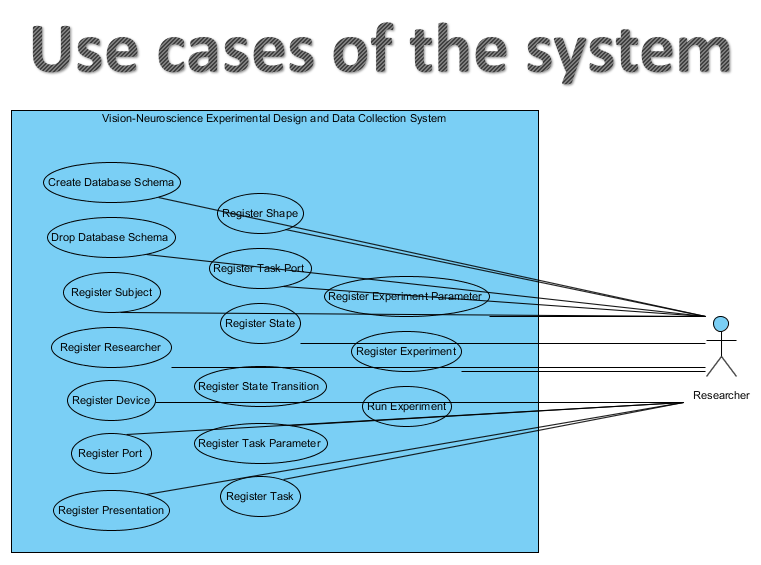 Use cases of the system
Vision-Neuroscience Experimental Design and Data Collection System
Create Database Schema
Drop Database Schema
Register Subject
Register Researcher
Register Device
Register Port
Register Presentation
Register Shape
Register Task Port
Register State
Register State Transition
Register Task Parameter
Register Task
Register Experiment Parameter
Register Experiment
Run Experiment
Researcher